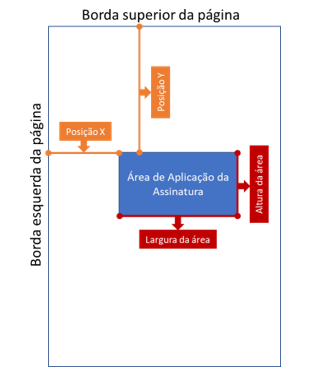 Borda superior da página
Borda esquerda da página
Posição Y
Posição X
Área de Aplicação da
Assinatura
Altura da área
Largura da área